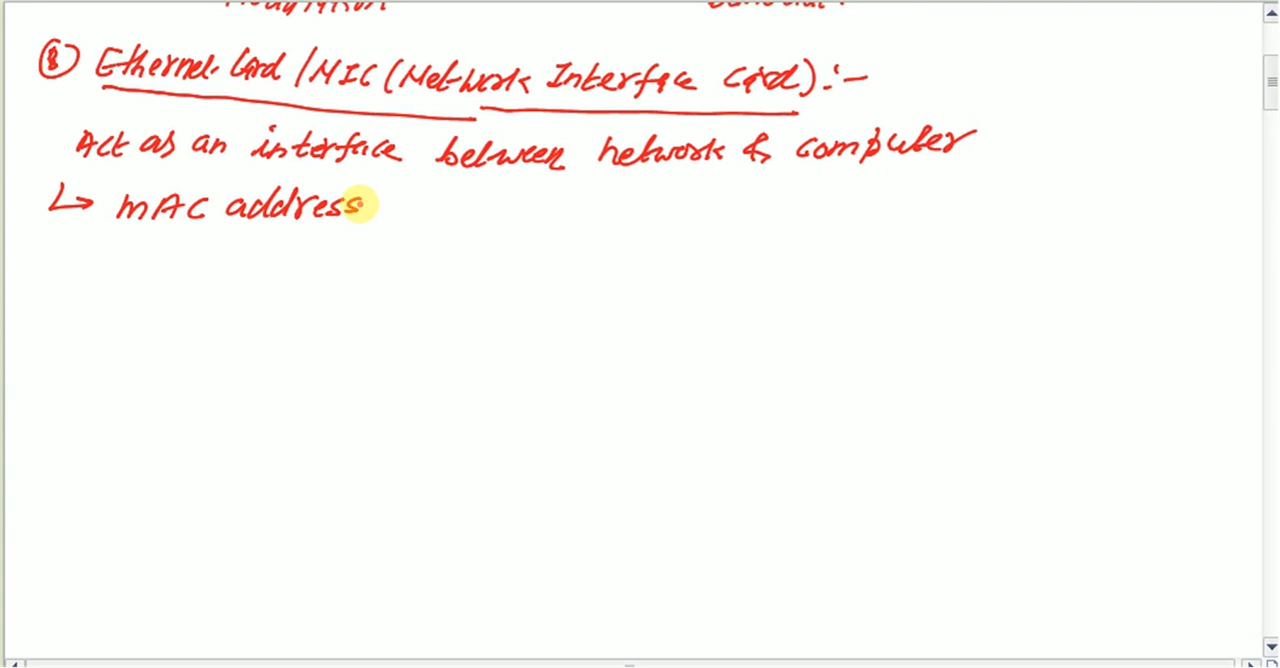 ⑧ Ethernet Card / NIC (Network Interface Card) :-
Act as an interface between network & computer
↳ MAC address